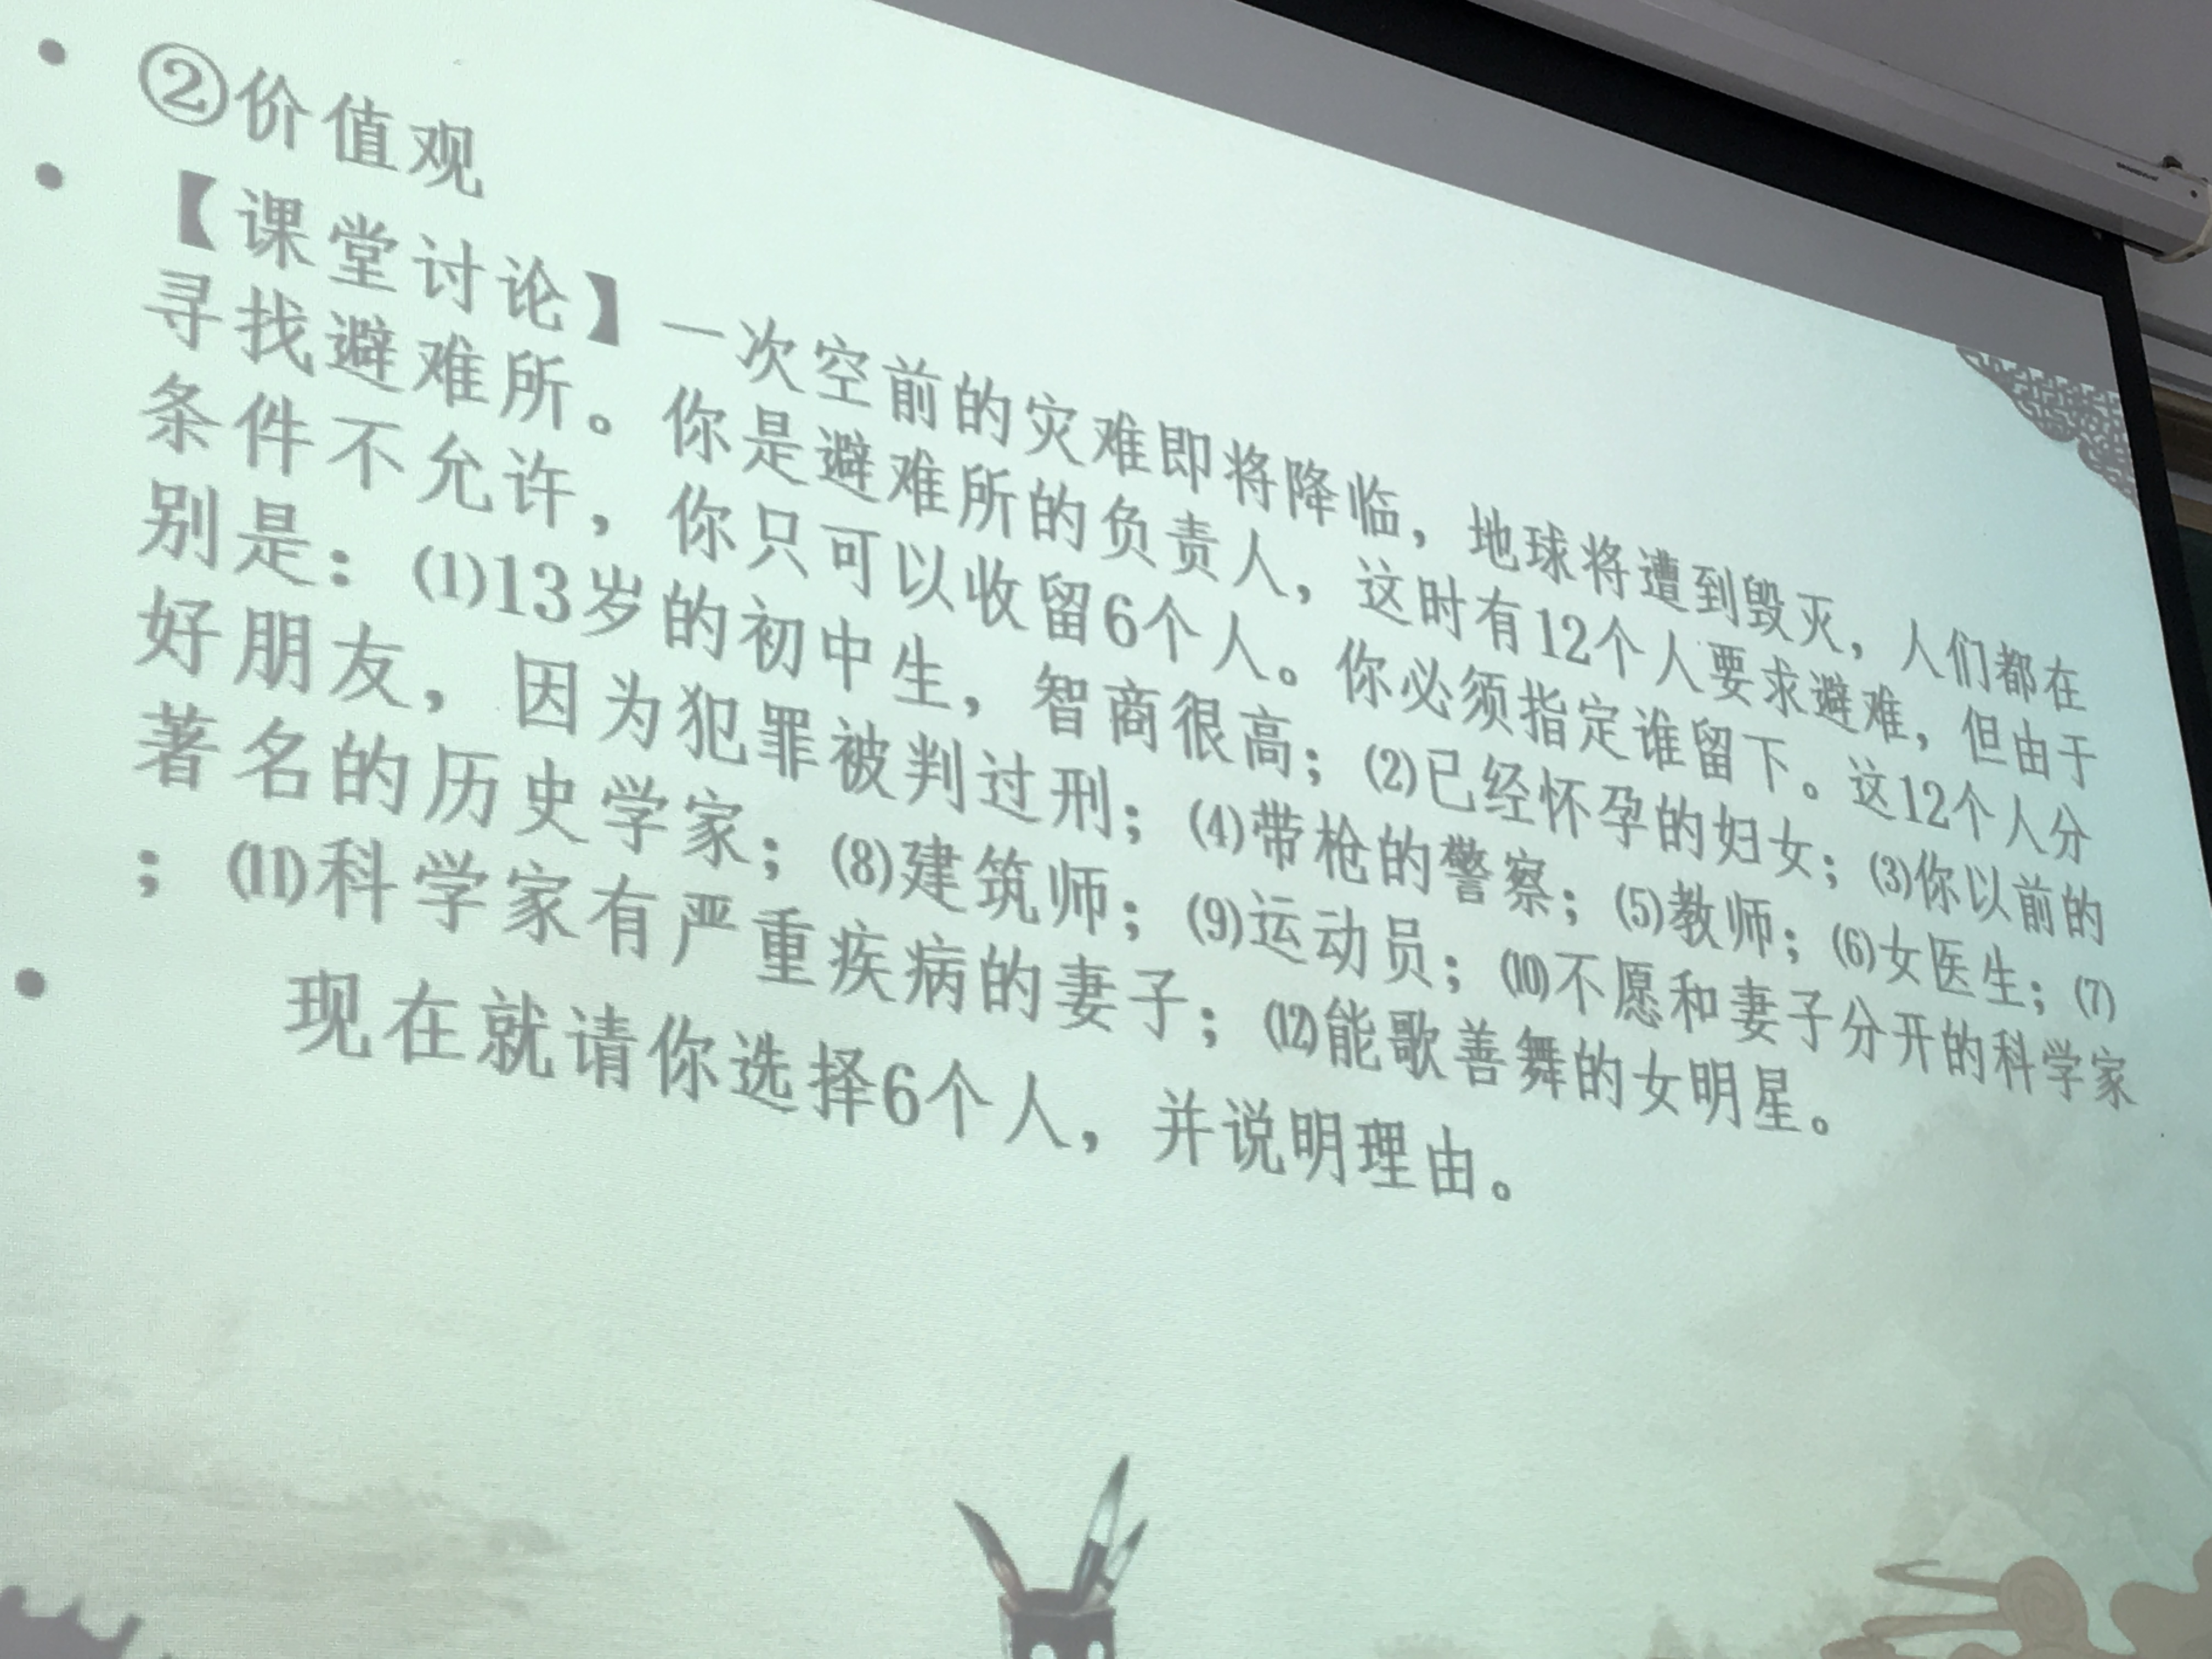 ②价值观
【课堂讨论】一次空前的灾难即将降临，地球将遭到毁灭，人们都在
寻找避难所。你是避难所的负责人，这时有12个人要求避难，但由于
条件不允许，你只可以收留6个人。你必须指定谁留下。这12个人分
别是：(1)13岁的初中生，智商很高；(2)已经怀孕的妇女；(3)你以前的
好朋友，因为犯罪被判过刑；(4)带枪的警察；(5)教师；(6)女医生；(7)
著名的历史学家；(8)建筑师；(9)运动员；(10)不愿和妻子分开的科学家
；(11)科学家有严重疾病的妻子；(12)能歌善舞的女明星。
现在就请你选择6个人，并说明理由。